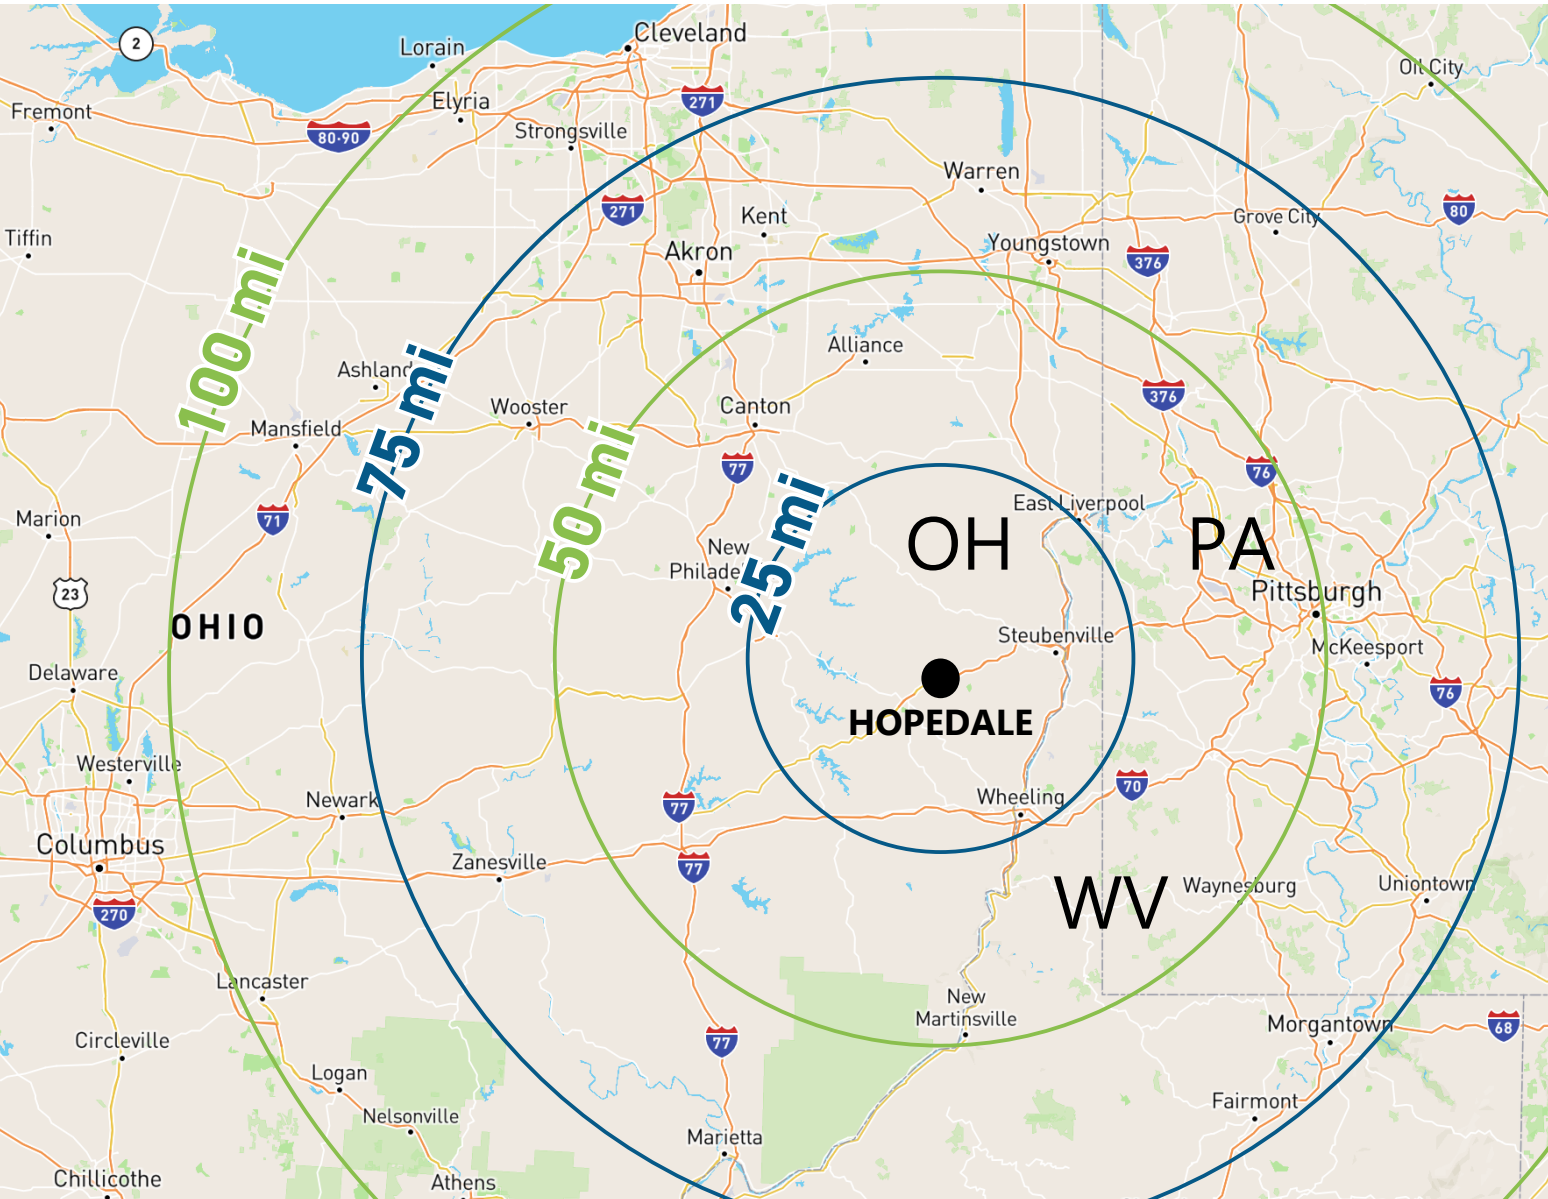 2
Lorain
Cleveland
Oil City
Fremont
80-90
Elyria
271
Strongsville
Warren
271
Kent
Grove City
80
Tiffin
Akron
Youngstown
376
100 mi
Ashland
75 mi
Alliance
376
Mansfield
Wooster
Canton
50 mi
77
76
71
25 mi
East Liverpool
Marion
New
Philadel
OH
PA
23
Pittsburgh
OHIO
Steubenville
McKeesport
Delaware
76
HOPEDALE
Westerville
70
Newark
77
Wheeling
Columbus
Zanesville
77
WV
Waynesburg
Uniontown
270
Lancaster
New
Martinsville
Circleville
77
Morgantown
68
Logan
Nelsonville
Fairmont
Marietta
Chillicothe
Athens